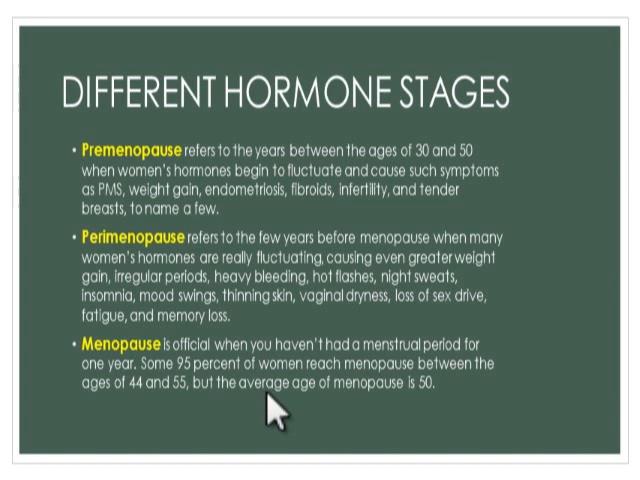 DIFFERENT HORMONE STAGES
• Premenopause refers to the years between the ages of 30 and 50
when women's hormones begin to fluctuate and cause such symptoms
as PMS, weight gain, endometriosis, fibroids, infertility, and tender
breasts, to name a few.
• Perimenopause refers to the few years before menopause when many
women's hormones are really fluctuating, causing even greater weight
gain, irregular periods, heavy bleeding, hot flashes, night sweats,
insomnia, mood swings, thinning skin, vaginal dryness, loss of sex drive,
fatigue, and memory loss.
• Menopause is official when you haven't had a menstrual period for
one year. Some 95 percent of women reach menopause between the
ages of 44 and 55, but the average age of menopause is 50.